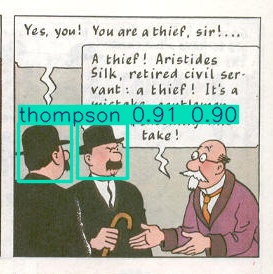 Yes, you! You are a thief, sir!...
A thief! Aristides
Silk, retired civil ser-
vant: a thief! It's a
thompson 0.91 0.90
take!